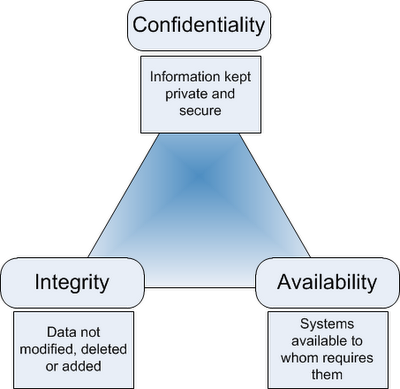 Confidentiality
Information kept
private and
secure
Integrity
Data not
modified, deleted
or added
Availability
Systems
available to
whom requires
them